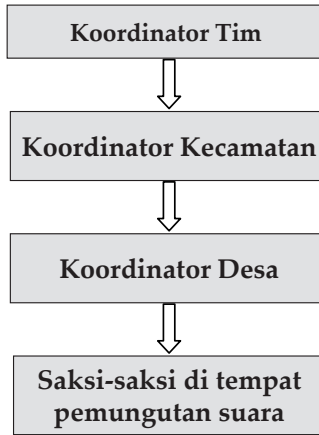 Koordinator Tim
Koordinator Kecamatan
Koordinator Desa
Saksi-saksi di tempat
pemungutan suara